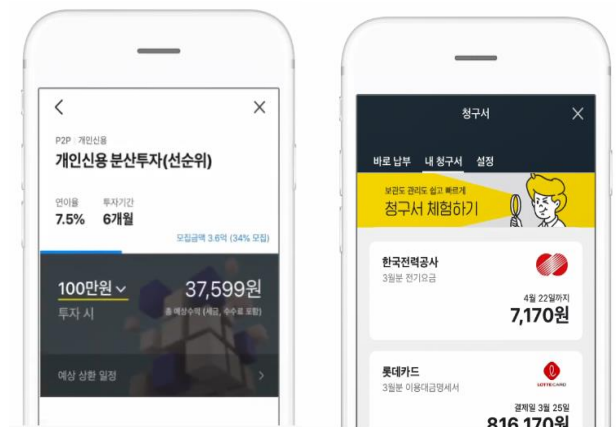 P2P · 개인신용
개인신용 분산투자(선순위)
연이율 투자기간
7.5% 6개월
모집금액 3.6억 (34% 모집)
100만원 37,599원
투자 시 총 예상수익 (세금, 수수료 포함)
예상 상환 일정
청구서
바로 납부 내 청구서 설정
보관도 관리도 쉽고 빠르게
청구서 체험하기
한국전력공사
3월분 전기요금
4월 22일까지
7,170원
롯데카드
3월분 이용대금명세서
LOTTECARD
결제일 3월 25일
816,170원